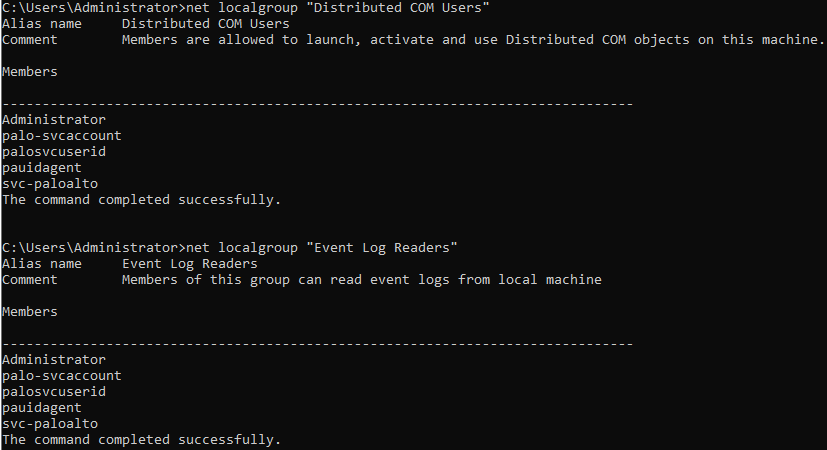 C:\Users\Administrator>net localgroup "Distributed COM Users"
Alias name     Distributed COM Users
Comment        Members are allowed to launch, activate and use Distributed COM objects on this machine.
Members
-------------------------------------------------------------------------------
Administrator
palo-svcaccount
palosvcuserid
pauidagent
svc-paloalto
The command completed successfully.
C:\Users\Administrator>net localgroup "Event Log Readers"
Alias name     Event Log Readers
Comment        Members of this group can read event logs from local machine
Members
-------------------------------------------------------------------------------
Administrator
palo-svcaccount
palosvcuserid
pauidagent
svc-paloalto
The command completed successfully.